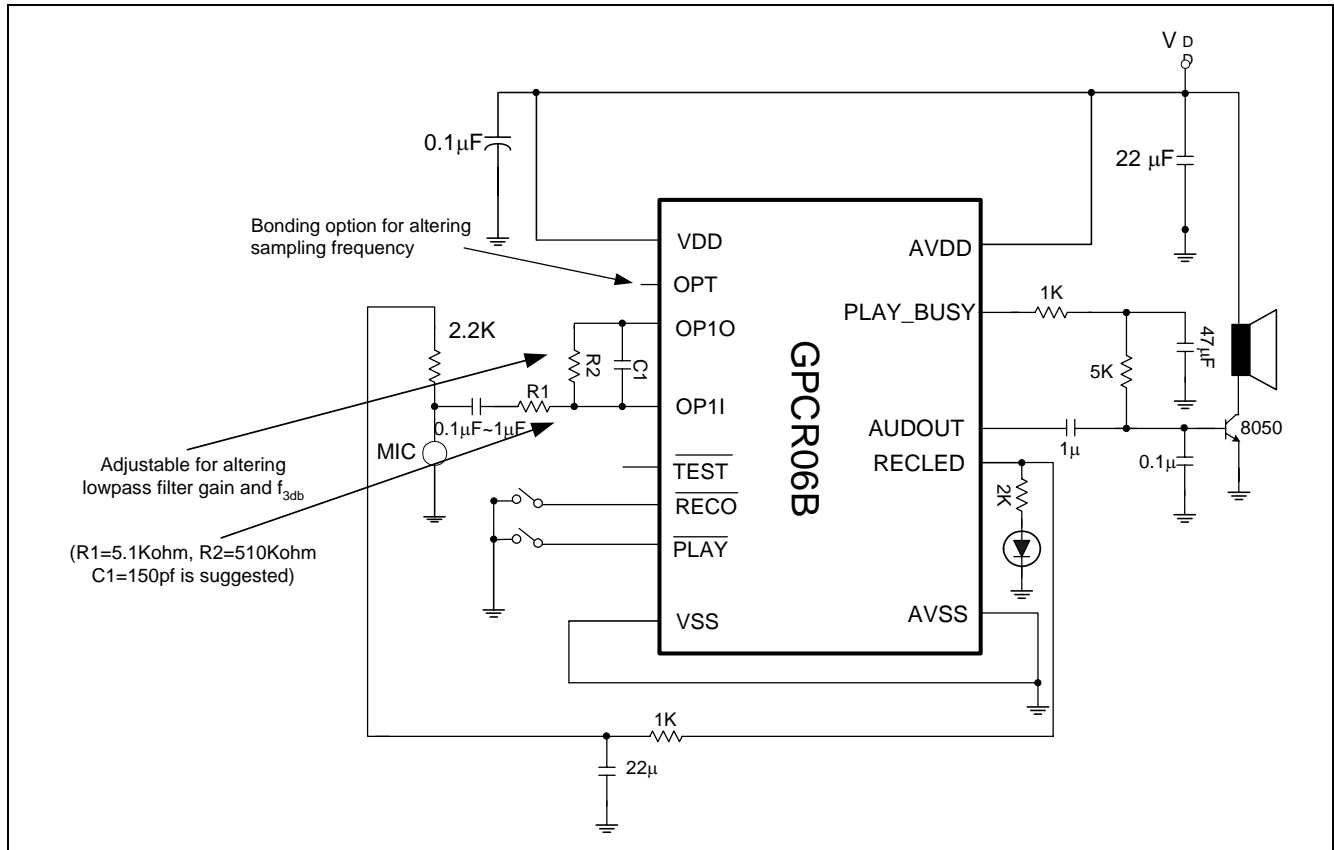 V D
D
0.1μF
22 μF
Bonding option for altering
sampling frequency
VDD
OPT
OP1O
OP1I
TEST
RECO
PLAY
VSS
GPCR06B
AVDD
PLAY_BUSY
AUDOUT
RECLED
AVSS
1K
47μF
5K
8050
1μ
0.1μ
2K
2.2K
R2
C1
R1
0.1μF~1μF
MIC
Adjustable for altering
lowpass filter gain and f3db
(R1=5.1Kohm, R2=510Kohm
C1=150pf is suggested)
1K
22μ